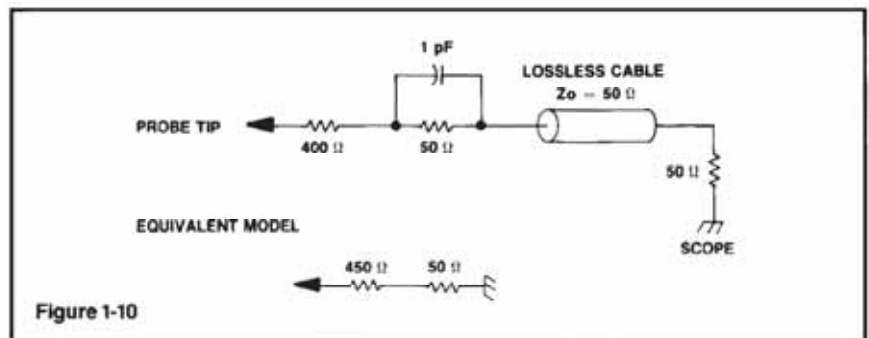 1 pF
LOSSLESS CABLE
Zo = 50 Ω
PROBE TIP
400 Ω
50 Ω
50 Ω
SCOPE
EQUIVALENT MODEL
450 Ω
50 Ω
Figure 1-10